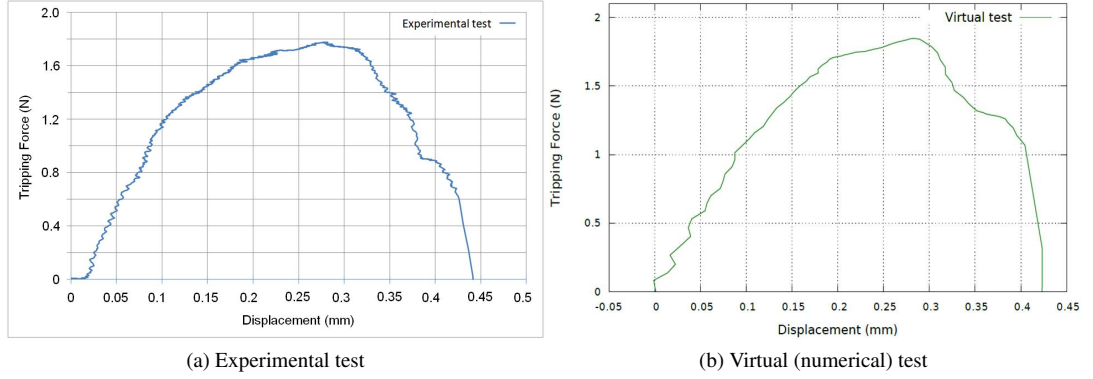 Experimental test
2.0
1.6
1.2
0.8
0.4
0
Tripping Force (N)
0 0.05 0.1 0.15 0.2 0.25 0.3 0.35 0.4 0.45 0.5
Displacement (mm)
(a) Experimental test
Virtual test
2
1.5
1
0.5
0
Tripping Force (N)
-0.05 0 0.05 0.1 0.15 0.2 0.25 0.3 0.35 0.4 0.45
Displacement (mm)
(b) Virtual (numerical) test